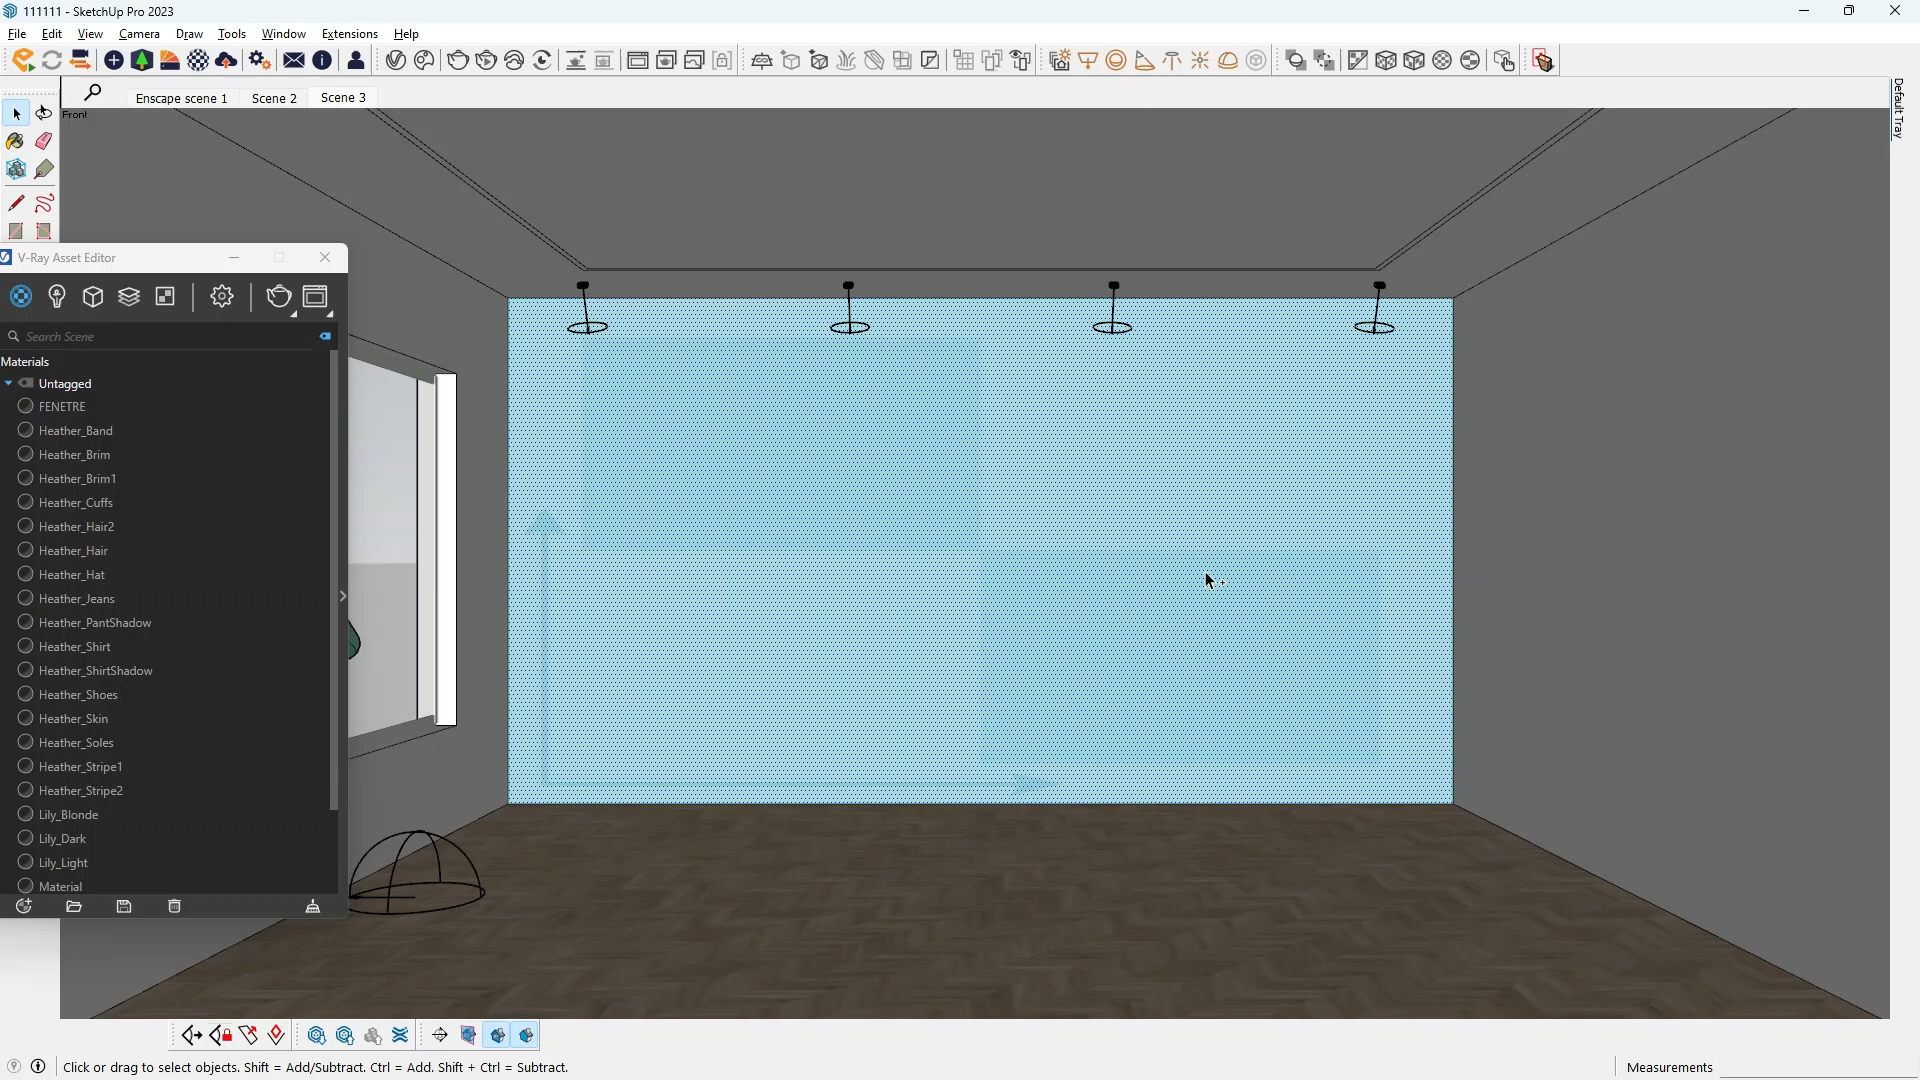 111111 - SketchUp Pro 2023
File Edit View Camera Draw Tools Window Extensions Help
Enscape scene 1 Scene 2 Scene 3
Front
Default Tray
V-Ray Asset Editor
Search Scene
Materials
Untagged
FENETRE
Heather_Band
Heather_Brim
Heather_Brim1
Heather_Cuffs
Heather_Hair2
Heather_Hair
Heather_Hat
Heather_Jeans
Heather_PantShadow
Heather_Shirt
Heather_ShirtShadow
Heather_Shoes
Heather_Skin
Heather_Soles
Heather_Stripe1
Heather_Stripe2
Lily_Blonde
Lily_Dark
Lily_Light
Material
Click or drag to select objects. Shift = Add/Subtract. Ctrl = Add. Shift + Ctrl = Subtract.
Measurements